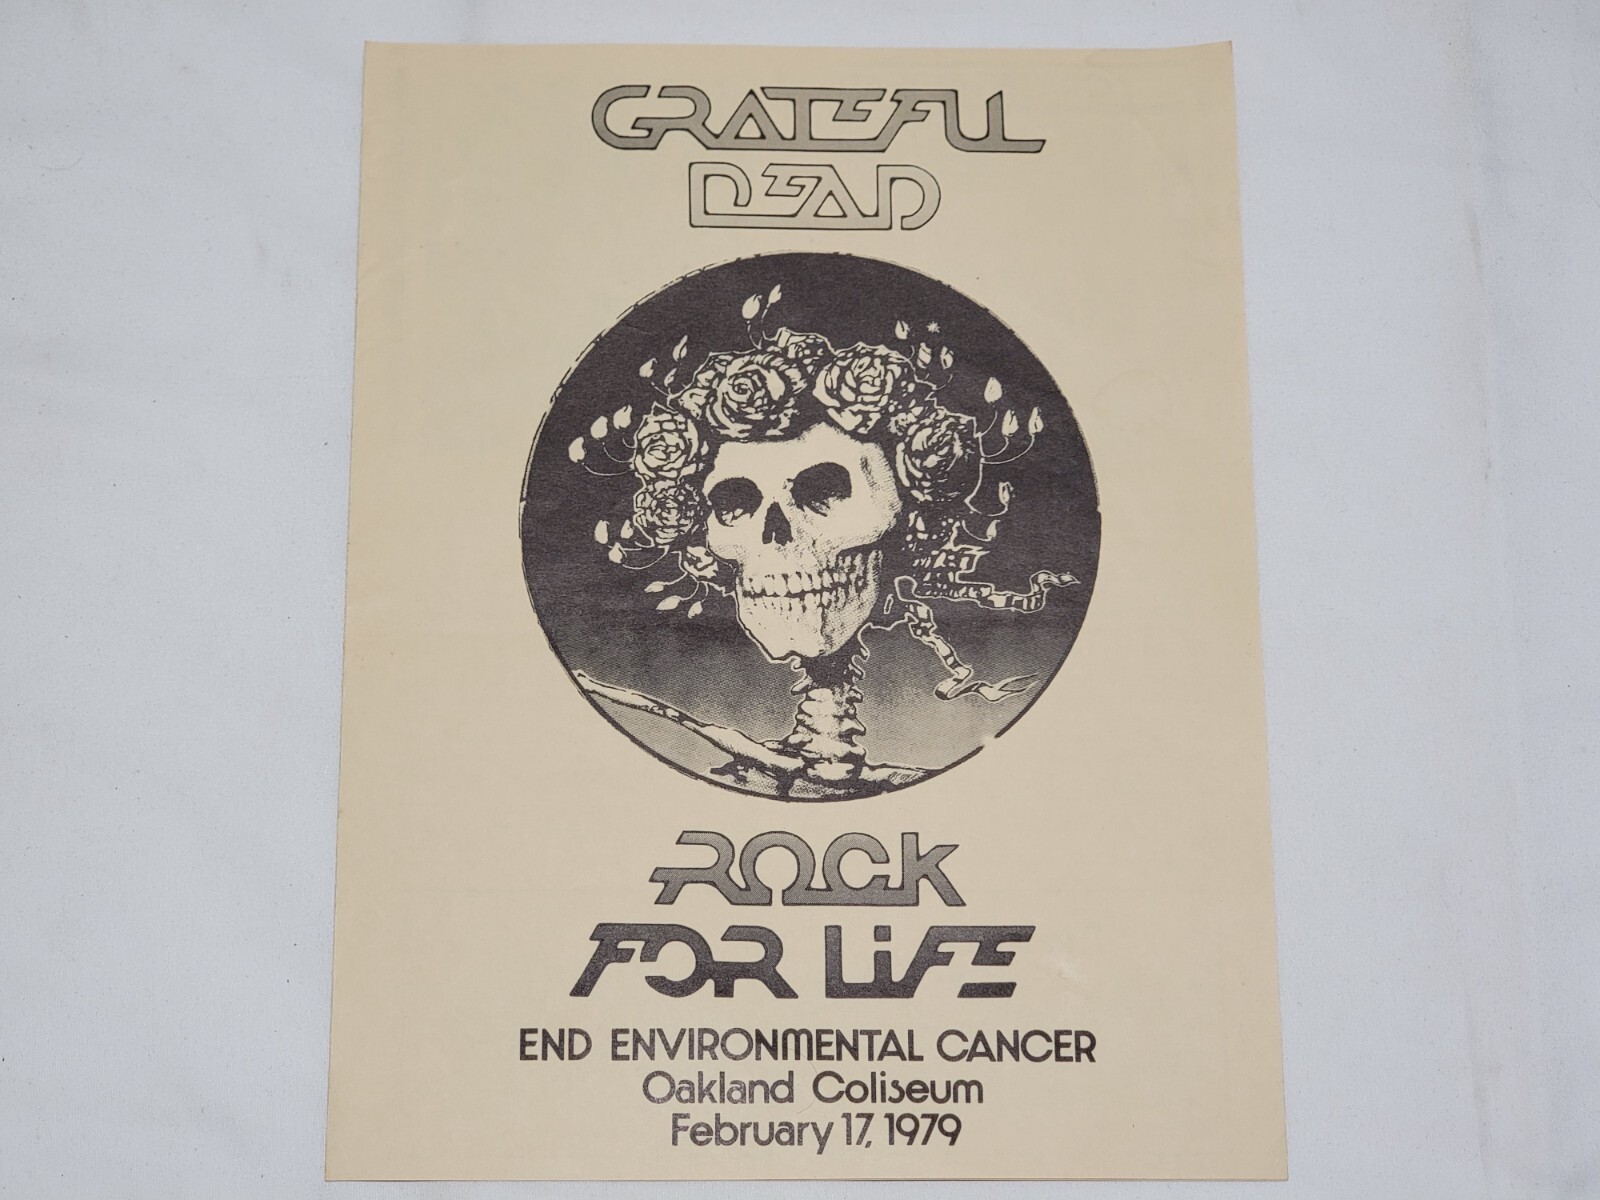 GRATEFUL
DEAD
ROCK
FOR LiFE
END ENVIRONMENTAL CANCER
Oakland Coliseum
February 17, 1979